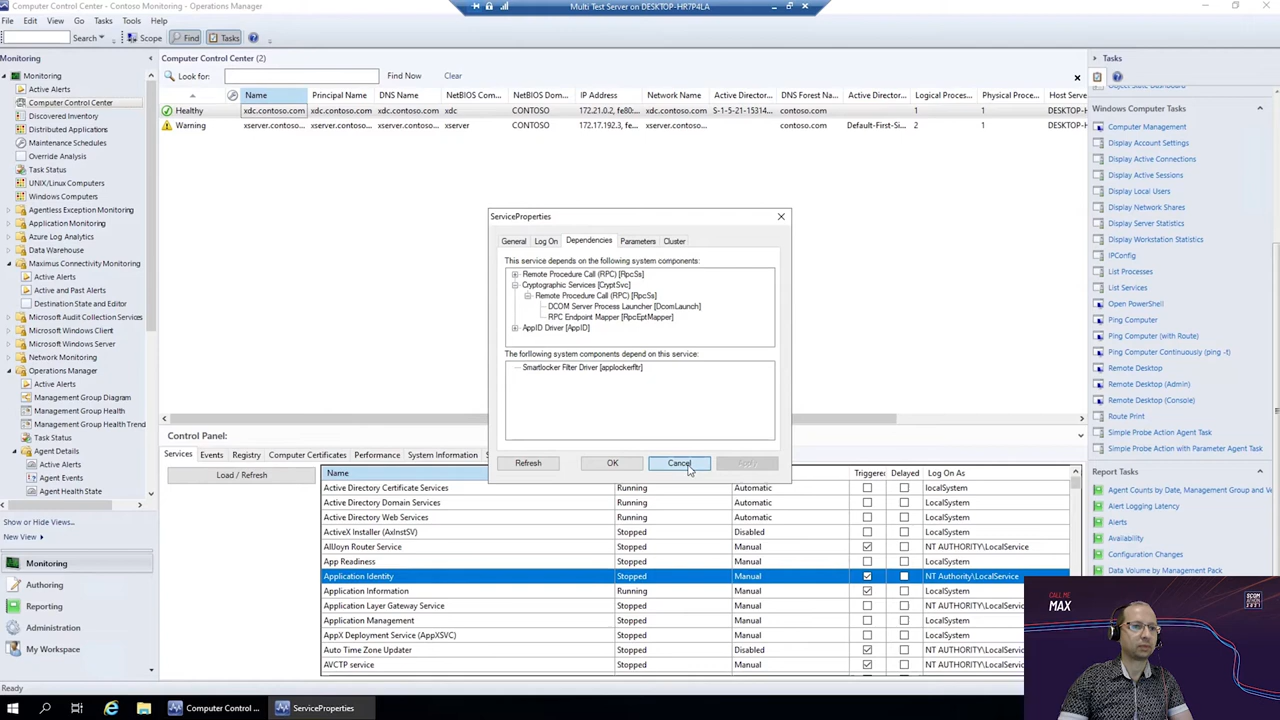 Computer Control Center - Contoso Monitoring - Operations Manager
Multi Test Server on DESKTOP-HR7P4LA
File Edit View Go Tasks Tools Help
Search Scope Find Tasks
Monitoring
Monitoring
Active Alerts
Computer Control Center
Discovered Inventory
Distributed Applications
Maintenance Schedules
Override Analysis
Task Status
UNIX/Linux Computers
Windows Computers
Agentless Exception Monitoring
Application Monitoring
Azure Log Analytics
Data Warehouse
Maximus Connectivity Monitoring
Active Alerts
Active and Past Alerts
Destination State and Editor
Microsoft Audit Collection Services
Microsoft Windows Client
Microsoft Windows Server
Network Monitoring
Operations Manager
Active Alerts
Management Group Diagram
Management Group Health
Management Group Health Trend
Task Status
Agent Details
Active Alerts
Agent Events
Agent Health State
Show or Hide Views...
New View
Monitoring
Authoring
Reporting
Administration
My Workspace
Ready
Computer Control Center (2)
Look for: Find Now Clear
Name Principal Name DNS Name NetBIOS Com... NetBIOS Dom... IP Address Network Name Active Director... DNS Forest Na... Active Director... Logical Proces... Physical Proce... Host Serve
Healthy xdc.contoso.com xdc.contoso.com xdc.contoso.com xdc CONTOSO 172.21.0.2, fe80:... xdc.contoso.com S-1-5-21-15314... contoso.com 1 1 DESKTOP-H
Warning xserver.contoso... xserver.contoso... xserver.contoso... xserver CONTOSO 172.17.192.3, fe... xserver.contoso... contoso.com Default-First-Si... 2 1 DESKTOP-H
ServiceProperties
General Log On Dependencies Parameters Cluster
This service depends on the following system components:
Remote Procedure Call (RPC) [RpcSs]
Cryptographic Services [CryptSvc]
Remote Procedure Call (RPC) [RpcSs]
DCOM Server Process Launcher [DcomLaunch]
RPC Endpoint Mapper [RpcEptMapper]
AppID Driver [AppID]
The forllowing system components depend on this service:
Smartlocker Filter Driver [applockerfltr]
Refresh OK Cancel Apply
Control Panel:
Services Events Registry Computer Certificates Performance System Information
Load / Refresh
Name Triggered Delayed Log On As
Active Directory Certificate Services Running Automatic localSystem
Active Directory Domain Services Running Automatic LocalSystem
Active Directory Web Services Running Automatic LocalSystem
ActiveX Installer (AxInstSV) Stopped Disabled LocalSystem
AllJoyn Router Service Stopped Manual NT AUTHORITY\LocalService
App Readiness Stopped Manual LocalSystem
Application Identity Stopped Manual NT Authority\LocalService
Application Information Running Manual LocalSystem
Application Layer Gateway Service Stopped Manual NT AUTHORITY\LocalService
Application Management Stopped Manual LocalSystem
AppX Deployment Service (AppXSVC) Stopped Manual LocalSystem
Auto Time Zone Updater Stopped Disabled NT AUTHORITY\LocalService
AVCTP service Stopped Manual NT AUTHORITY\LocalService
Tasks
Windows Computer Tasks
Computer Management
Display Account Settings
Display Active Connections
Display Active Sessions
Display Local Users
Display Network Shares
Display Server Statistics
Display Workstation Statistics
IPConfig
List Processes
List Services
Open PowerShell
Ping Computer
Ping Computer (with Route)
Ping Computer Continuously (ping -t)
Remote Desktop
Remote Desktop (Admin)
Remote Desktop (Console)
Route Print
Simple Probe Action Agent Task
Simple Probe Action with Parameter Agent Task
Report Tasks
Agent Counts by Date, Management Group and Ve
Agent Logging Latency
Alerts
Availability
Configuration Changes
Data Volume by Management Pack
CALL ME
MAX
SCOM
ATHON
2021
Computer Control ...
ServiceProperties